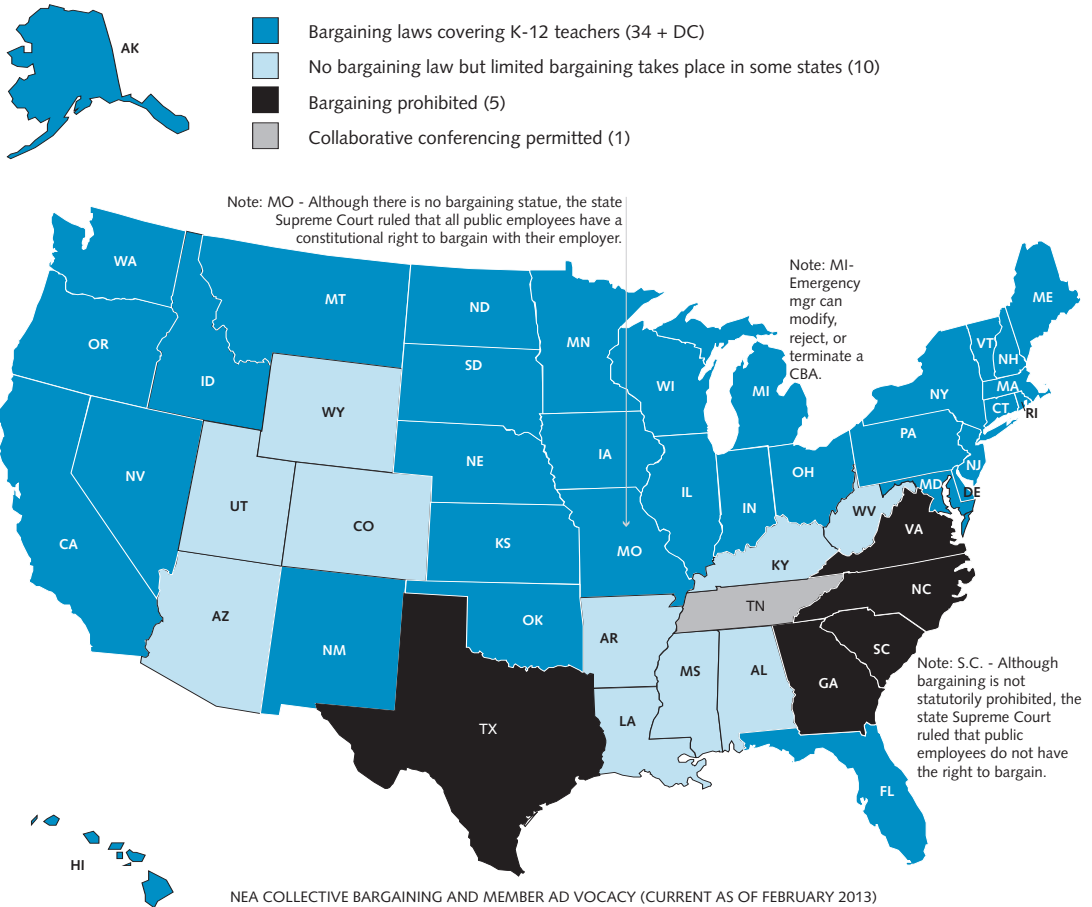 AK
Bargaining laws covering K-12 teachers (34 + DC)
No bargaining law but limited bargaining takes place in some states (10)
Bargaining prohibited (5)
Collaborative conferencing permitted (1)
Note: MO - Although there is no bargaining statue, the state
Supreme Court ruled that all public employees have a
constitutional right to bargain with their employer.
Note: MI-
Emergency
mgr can
modify,
reject, or
terminate a
CBA.
WA
MT
ND
MN
ME
OR
ID
SD
WI
MI
VT
NH
NY
MA
CT
RI
WY
NV
UT
CO
NE
IA
IL
IN
OH
PA
NJ
MD
DE
CA
KS
MO
WV
VA
KY
AZ
NM
OK
AR
TN
NC
SC
MS
AL
GA
TX
LA
FL
Note: S.C. - Although
bargaining is not
statutorily prohibited, the
state Supreme Court
ruled that public
employees do not have
the right to bargain.
HI
NEA COLLECTIVE BARGAINING AND MEMBER AD VOCACY (CURRENT AS OF FEBRUARY 2013)